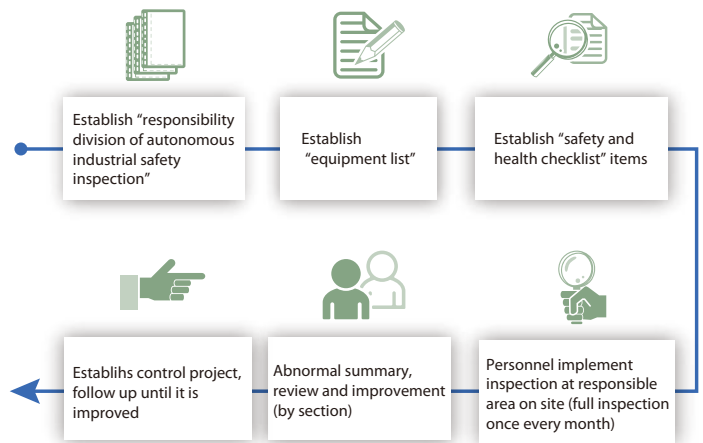 Establish “responsibility
division of autonomous
industrial safety
inspection”
Establish
“equipment list”
Establish “safety and
health checklist” items
Personnel implement
inspection at responsible
area on site (full inspection
once every month)
Abnormal summary,
review and improvement
(by section)
Establihs control project,
follow up until it is
improved